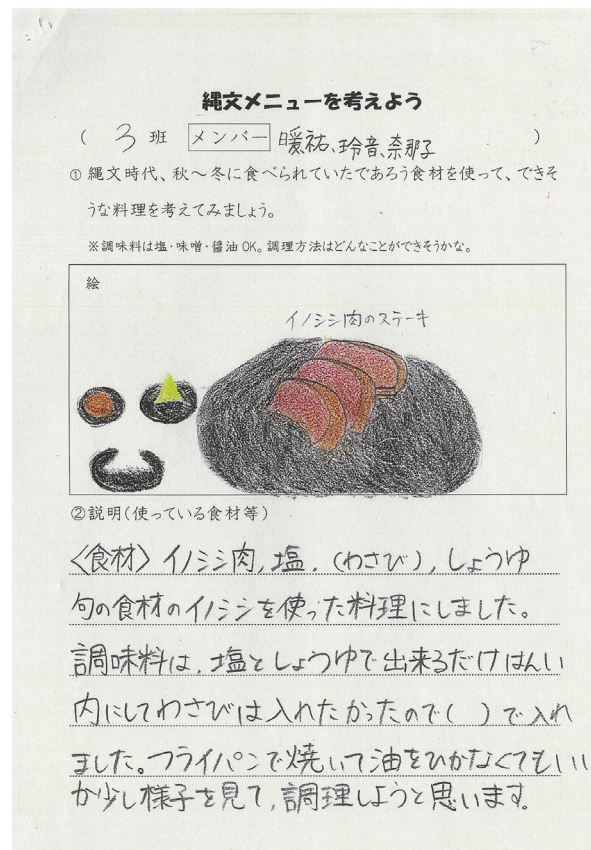 縄文メニューを考えよう
( 3 班 メンバー 暖祐、玲音、奈那子 )
① 縄文時代、秋~冬に食べられていたであろう食材を使って、できそ
うな料理を考えてみましょう。
※調味料は塩・味噌・醤油OK。調理方法はどんなことができそうかな。
絵
イノシシ肉のステーキ
②説明(使っている食材等)
〈食材〉イノシシ肉,塩,(わさび),しょうゆ
旬の食材のイノシシを使った料理にしました。
調味料は,塩としょうゆで出来るだけはんい
内にしてわさびは入れたかったので( )で入れ
ました。フライパンで焼いて油をひかなくてもいい
か少し様子を見て,調理しようと思います。